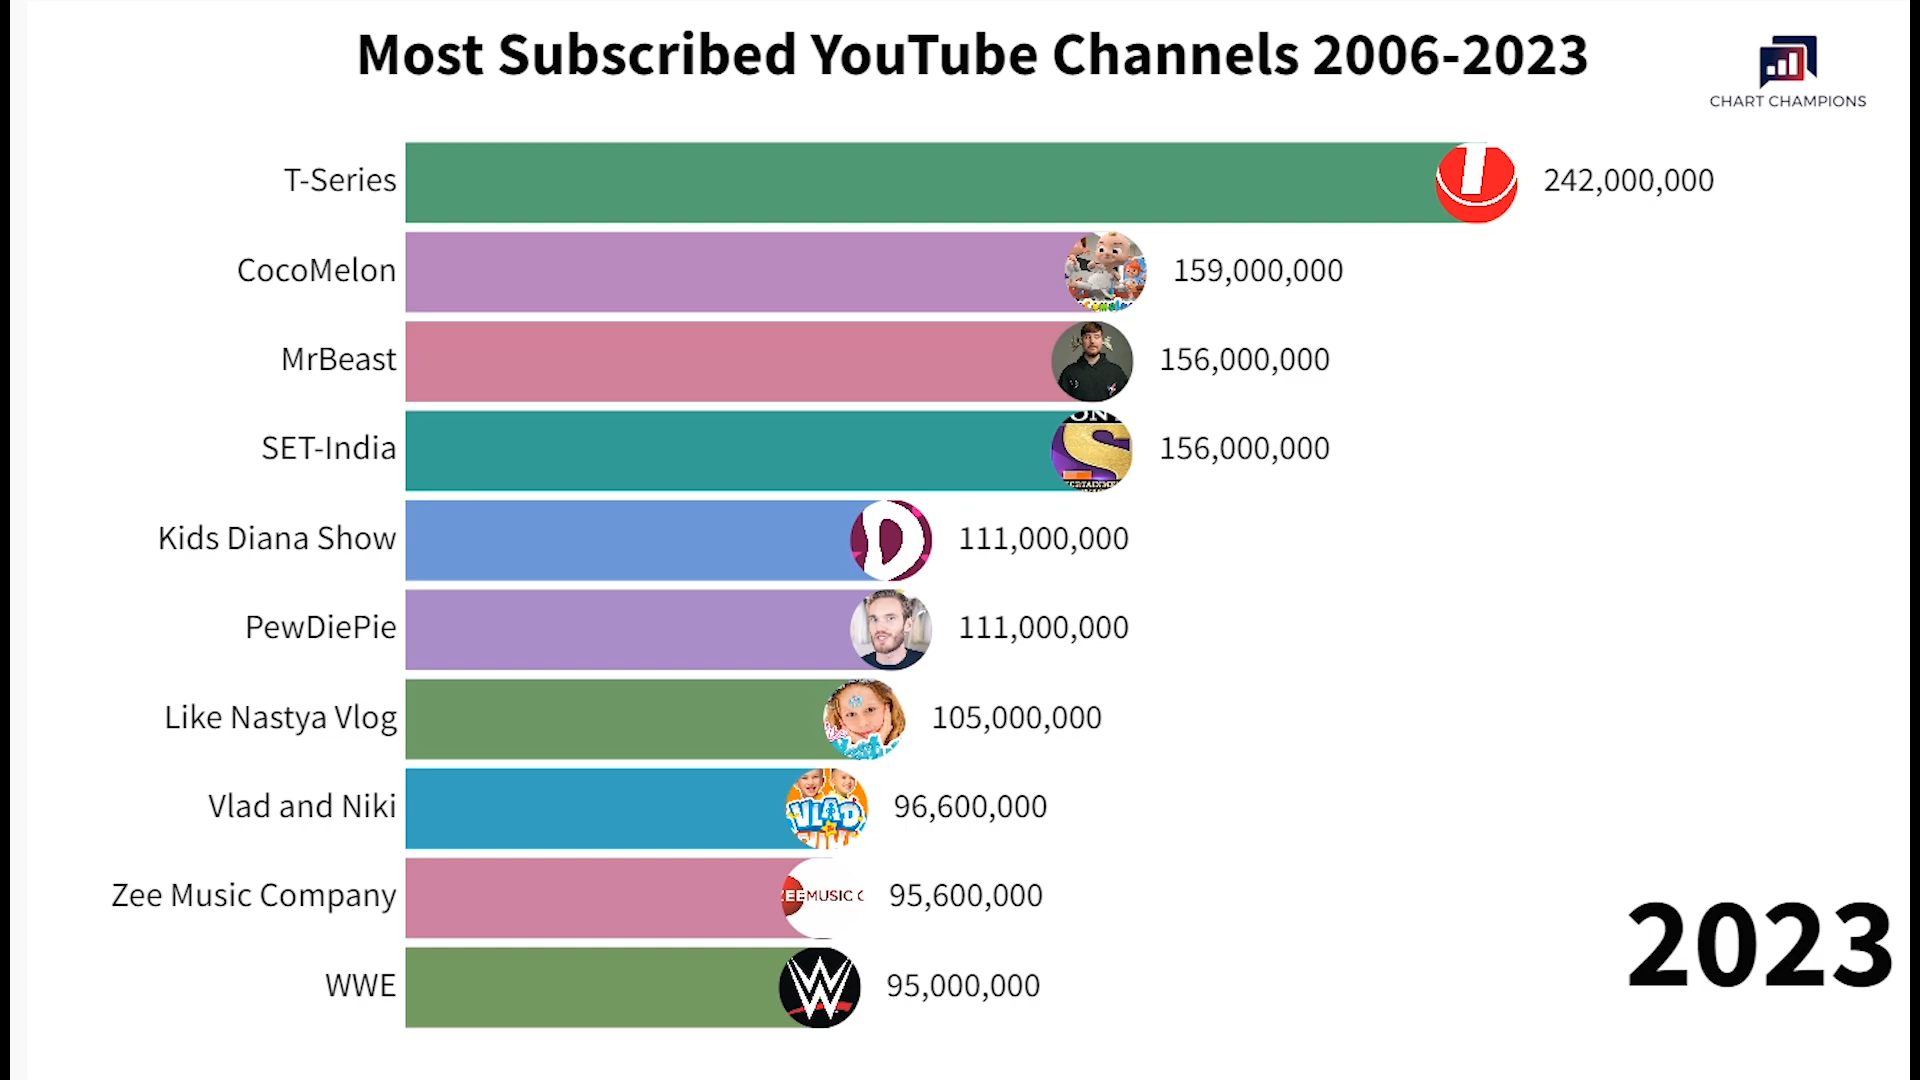 Most Subscribed YouTube Channels 2006-2023
CHART CHAMPIONS
T-Series 242,000,000
CocoMelon 159,000,000
MrBeast 156,000,000
SET-India 156,000,000
Kids Diana Show 111,000,000
PewDiePie 111,000,000
Like Nastya Vlog 105,000,000
VLAD
Vlad and Niki 96,600,000
Zee Music Company 95,600,000
WWE 95,000,000
2023